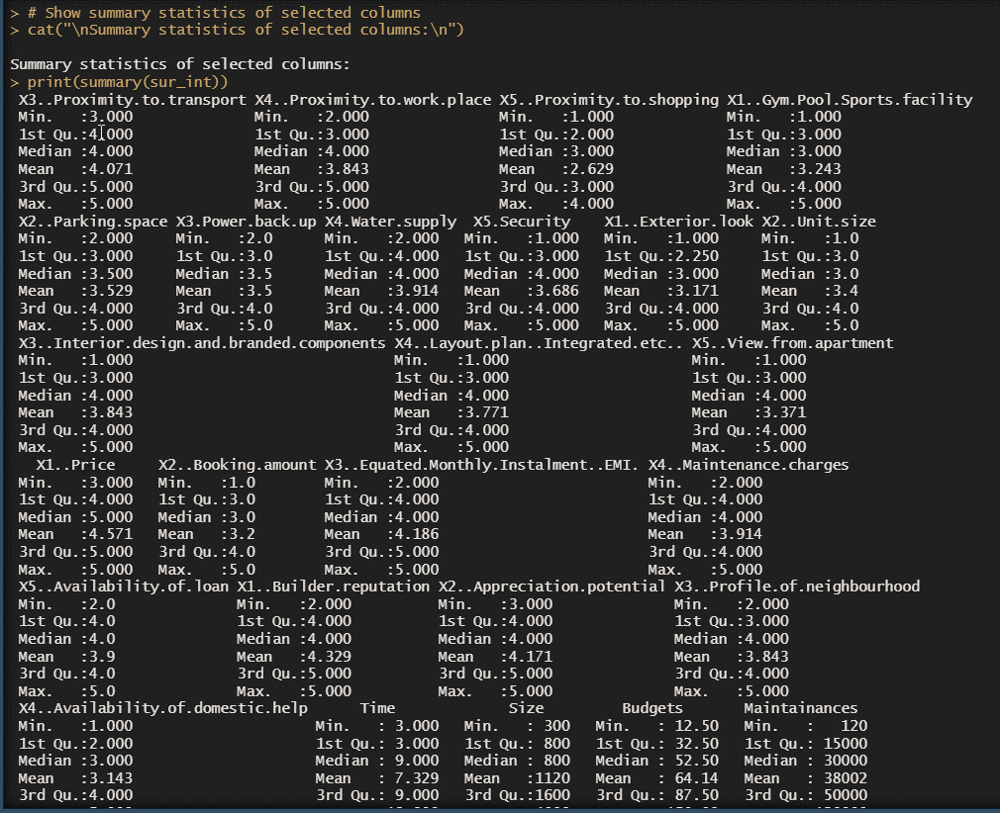 > # Show summary statistics of selected columns
> cat("\nSummary statistics of selected columns:\n")
Summary statistics of selected columns:
> print(summary(sur_int))
X3..Proximity.to.transport X4..Proximity.to.work.place X5..Proximity.to.shopping X1..Gym.Pool.Sports.facility
Min.   :3.000 Min.   :2.000 Min.   :1.000 Min.   :1.000
1st Qu.:4.000 1st Qu.:3.000 1st Qu.:2.000 1st Qu.:3.000
Median :4.000 Median :4.000 Median :3.000 Median :3.000
Mean   :4.071 Mean   :3.843 Mean   :2.629 Mean   :3.243
3rd Qu.:5.000 3rd Qu.:5.000 3rd Qu.:3.000 3rd Qu.:4.000
Max.   :5.000 Max.   :5.000 Max.   :4.000 Max.   :5.000
X2..Parking.space X3.Power.back.up X4.Water.supply X5.Security X1..Exterior.look X2..Unit.size
Min.   :2.000 Min.   :2.0 Min.   :2.000 Min.   :1.000 Min.   :1.000 Min.   :1.0
1st Qu.:3.000 1st Qu.:3.0 1st Qu.:4.000 1st Qu.:3.000 1st Qu.:2.250 1st Qu.:3.0
Median :3.500 Median :3.5 Median :4.000 Median :4.000 Median :3.000 Median :3.0
Mean   :3.529 Mean   :3.5 Mean   :3.914 Mean   :3.686 Mean   :3.171 Mean   :3.4
3rd Qu.:4.000 3rd Qu.:4.0 3rd Qu.:4.000 3rd Qu.:4.000 3rd Qu.:4.000 3rd Qu.:4.0
Max.   :5.000 Max.   :5.0 Max.   :5.000 Max.   :5.000 Max.   :5.000 Max.   :5.0
X3..Interior.design.and.branded.components X4..Layout.plan..Integrated.etc.. X5..View.from.apartment
Min.   :1.000 Min.   :1.000 Min.   :1.000
1st Qu.:3.000 1st Qu.:3.000 1st Qu.:3.000
Median :4.000 Median :4.000 Median :4.000
Mean   :3.843 Mean   :3.771 Mean   :3.371
3rd Qu.:4.000 3rd Qu.:4.000 3rd Qu.:4.000
Max.   :5.000 Max.   :5.000 Max.   :5.000
X1..Price X2..Booking.amount X3..Equated.Monthly.Instalment..EMI. X4..Maintenance.charges
Min.   :3.000 Min.   :1.0 Min.   :2.000 Min.   :2.000
1st Qu.:4.000 1st Qu.:3.0 1st Qu.:4.000 1st Qu.:4.000
Median :5.000 Median :3.0 Median :4.000 Median :4.000
Mean   :4.571 Mean   :3.2 Mean   :4.186 Mean   :3.914
3rd Qu.:5.000 3rd Qu.:4.0 3rd Qu.:5.000 3rd Qu.:4.000
Max.   :5.000 Max.   :5.0 Max.   :5.000 Max.   :5.000
X5..Availability.of.loan X1..Builder.reputation X2..Appreciation.potential X3..Profile.of.neighbourhood
Min.   :2.0 Min.   :2.000 Min.   :3.000 Min.   :2.000
1st Qu.:4.0 1st Qu.:4.000 1st Qu.:4.000 1st Qu.:3.000
Median :4.0 Median :4.000 Median :4.000 Median :4.000
Mean   :3.9 Mean   :4.329 Mean   :4.171 Mean   :3.843
3rd Qu.:4.0 3rd Qu.:5.000 3rd Qu.:5.000 3rd Qu.:4.000
Max.   :5.0 Max.   :5.000 Max.   :5.000 Max.   :5.000
X4..Availability.of.domestic.help Time Size Budgets Maintainances
Min.   :1.000 Min.   : 3.000 Min.   : 300 Min.   : 12.50 Min.   :   120
1st Qu.:2.000 1st Qu.: 3.000 1st Qu.: 800 1st Qu.: 32.50 1st Qu.: 15000
Median :3.000 Median : 9.000 Median : 800 Median : 52.50 Median : 30000
Mean   :3.143 Mean   : 7.329 Mean   :1120 Mean   : 64.14 Mean   : 38002
3rd Qu.:4.000 3rd Qu.: 9.000 3rd Qu.:1600 3rd Qu.: 87.50 3rd Qu.: 50000